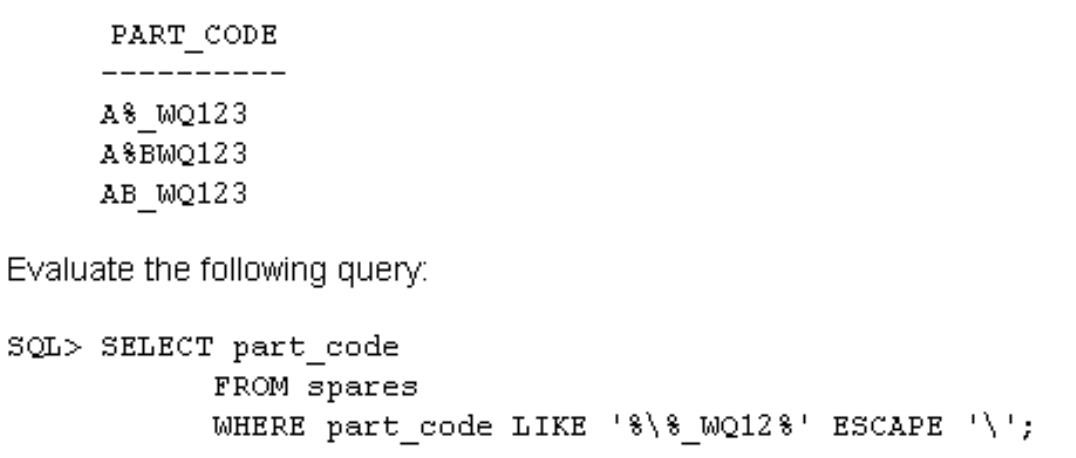 PART_CODE
----------
A%_WQ123
A%BWQ123
AB_WQ123
Evaluate the following query:
SQL> SELECT part_code
FROM spares
WHERE part_code LIKE '%\%_WQ12%' ESCAPE '\';